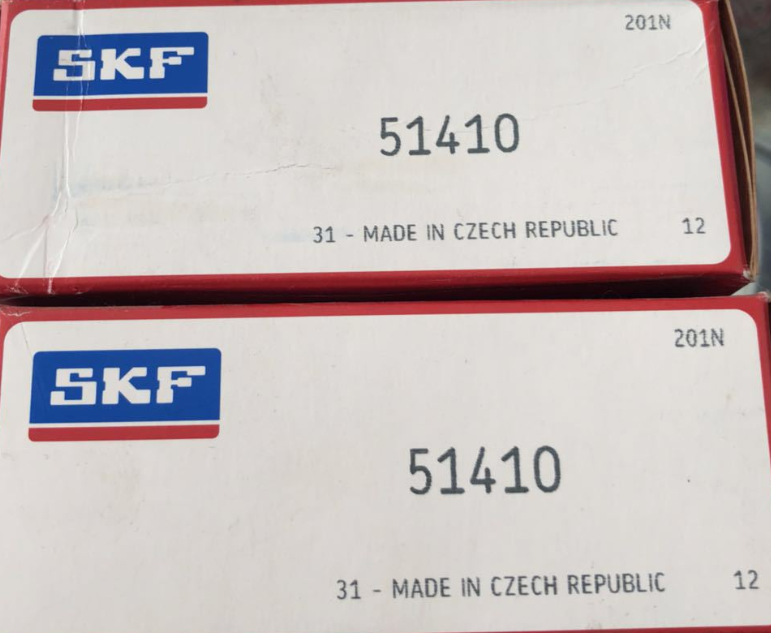 201N
SKF
51410
31 - MADE IN CZECH REPUBLIC 12
201N
SKF
51410
31 - MADE IN CZECH REPUBLIC 12